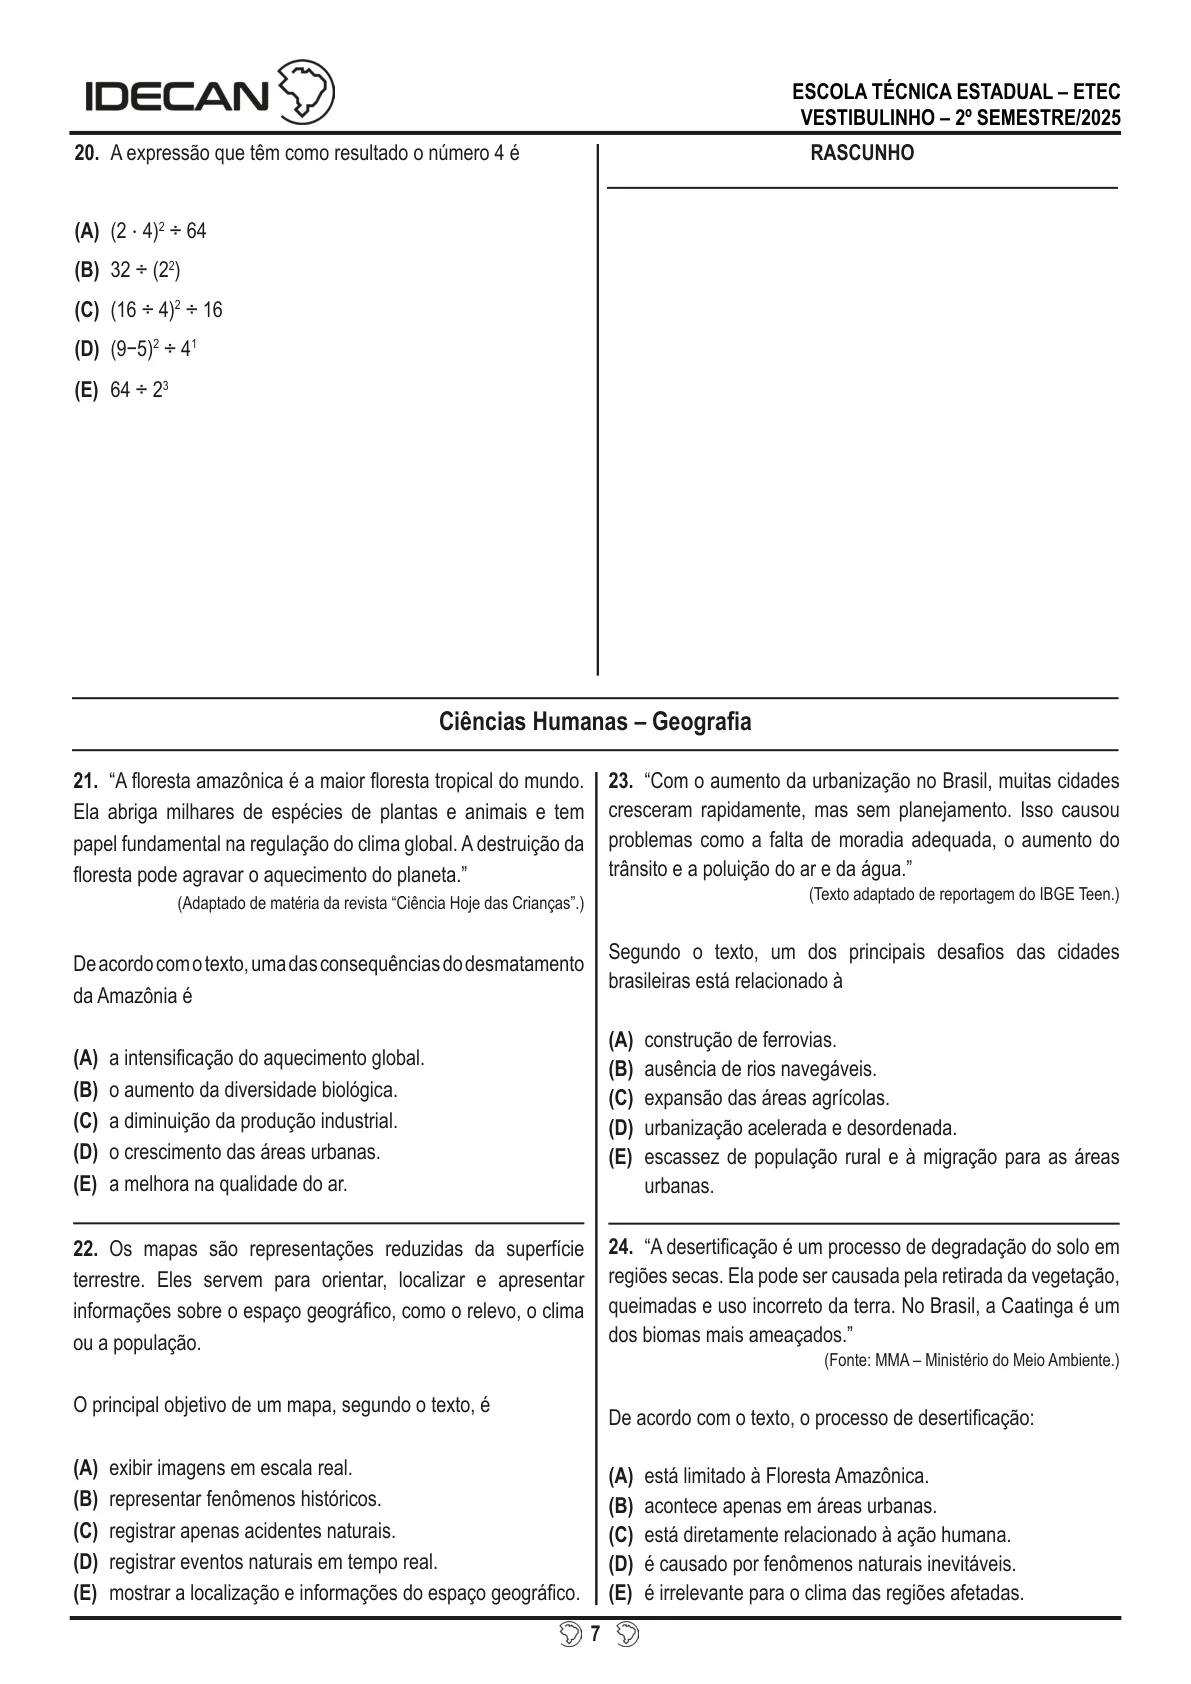 IDECAN
ESCOLA TÉCNICA ESTADUAL – ETEC
VESTIBULINHO – 2º SEMESTRE/2025
20. A expressão que têm como resultado o número 4 é
(A) (2 · 4)² ÷ 64
(B) 32 ÷ (2²)
(C) (16 ÷ 4)² ÷ 16
(D) (9−5)² ÷ 4¹
(E) 64 ÷ 2³
RASCUNHO
Ciências Humanas – Geografia
21. “A floresta amazônica é a maior floresta tropical do mundo.
Ela abriga milhares de espécies de plantas e animais e tem
papel fundamental na regulação do clima global. A destruição da
floresta pode agravar o aquecimento do planeta.”
(Adaptado de matéria da revista “Ciência Hoje das Crianças”.)
De acordo com o texto, uma das consequências do desmatamento
da Amazônia é
(A) a intensificação do aquecimento global.
(B) o aumento da diversidade biológica.
(C) a diminuição da produção industrial.
(D) o crescimento das áreas urbanas.
(E) a melhora na qualidade do ar.
22. Os mapas são representações reduzidas da superfície
terrestre. Eles servem para orientar, localizar e apresentar
informações sobre o espaço geográfico, como o relevo, o clima
ou a população.
O principal objetivo de um mapa, segundo o texto, é
(A) exibir imagens em escala real.
(B) representar fenômenos históricos.
(C) registrar apenas acidentes naturais.
(D) registrar eventos naturais em tempo real.
(E) mostrar a localização e informações do espaço geográfico.
23. “Com o aumento da urbanização no Brasil, muitas cidades
cresceram rapidamente, mas sem planejamento. Isso causou
problemas como a falta de moradia adequada, o aumento do
trânsito e a poluição do ar e da água.”
(Texto adaptado de reportagem do IBGE Teen.)
Segundo o texto, um dos principais desafios das cidades
brasileiras está relacionado à
(A) construção de ferrovias.
(B) ausência de rios navegáveis.
(C) expansão das áreas agrícolas.
(D) urbanização acelerada e desordenada.
(E) escassez de população rural e à migração para as áreas
urbanas.
24. “A desertificação é um processo de degradação do solo em
regiões secas. Ela pode ser causada pela retirada da vegetação,
queimadas e uso incorreto da terra. No Brasil, a Caatinga é um
dos biomas mais ameaçados.”
(Fonte: MMA – Ministério do Meio Ambiente.)
De acordo com o texto, o processo de desertificação:
(A) está limitado à Floresta Amazônica.
(B) acontece apenas em áreas urbanas.
(C) está diretamente relacionado à ação humana.
(D) é causado por fenômenos naturais inevitáveis.
(E) é irrelevante para o clima das regiões afetadas.
7